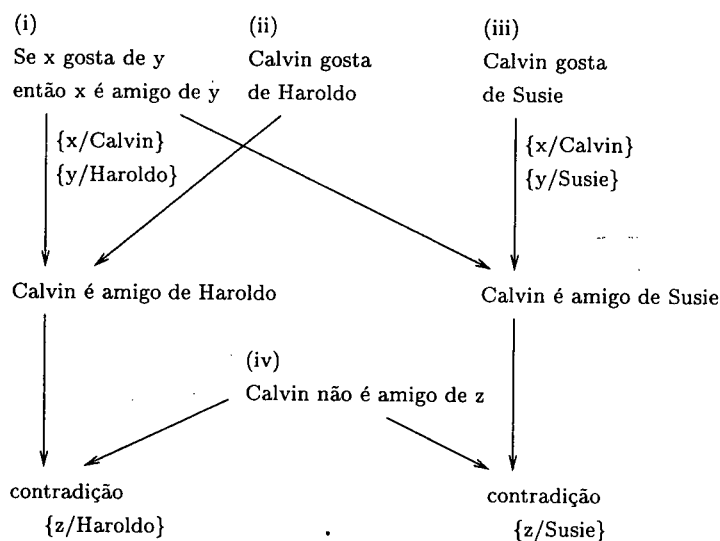 (i)
Se x gosta de y
então x é amigo de y
(ii)
Calvin gosta
de Haroldo
(iii)
Calvin gosta
de Susie
{x/Calvin}
{y/Haroldo}
{x/Calvin}
{y/Susie}
Calvin é amigo de Haroldo
Calvin é amigo de Susie
(iv)
Calvin não é amigo de z
contradição
{z/Haroldo}
contradição
{z/Susie}